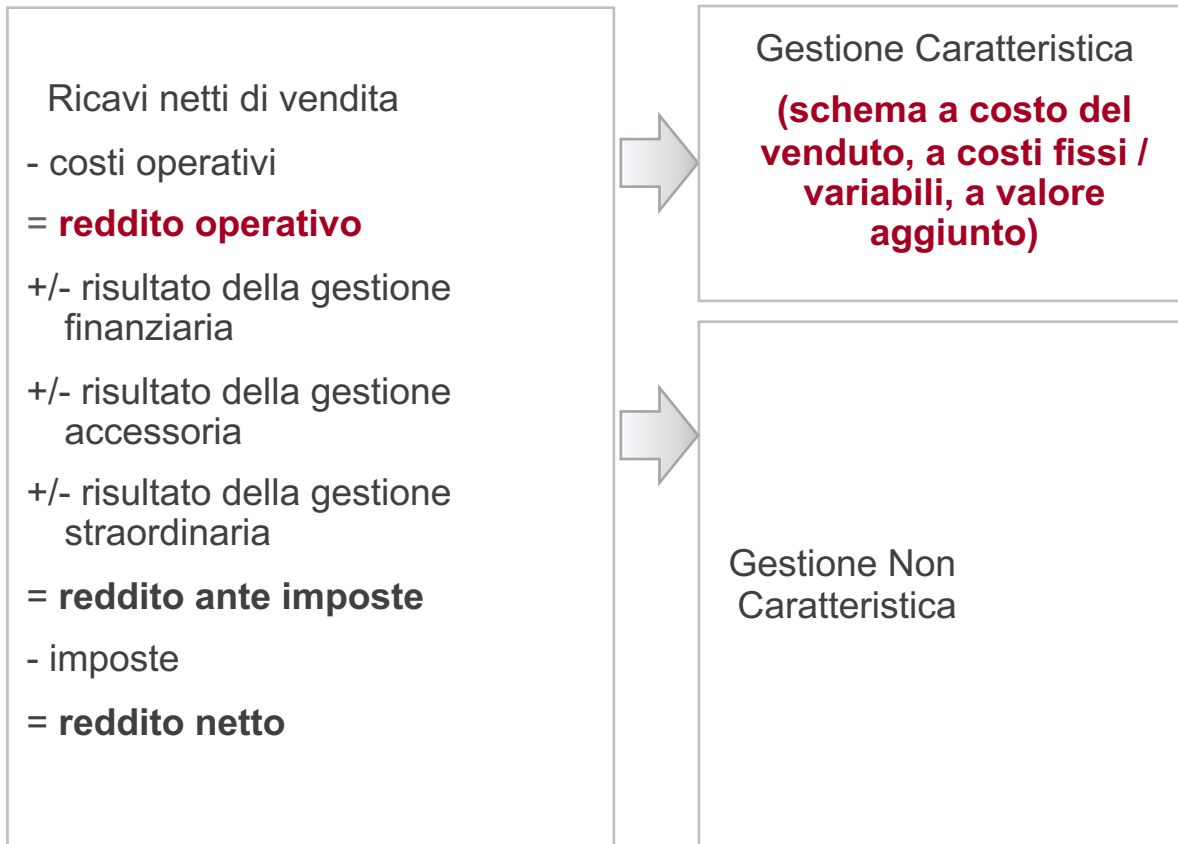 Ricavi netti di vendita
- costi operativi
= reddito operativo
+/- risultato della gestione
finanziaria
+/- risultato della gestione
accessoria
+/- risultato della gestione
straordinaria
= reddito ante imposte
- imposte
= reddito netto
Gestione Caratteristica
(schema a costo del
venduto, a costi fissi /
variabili, a valore
aggiunto)
Gestione Non
Caratteristica